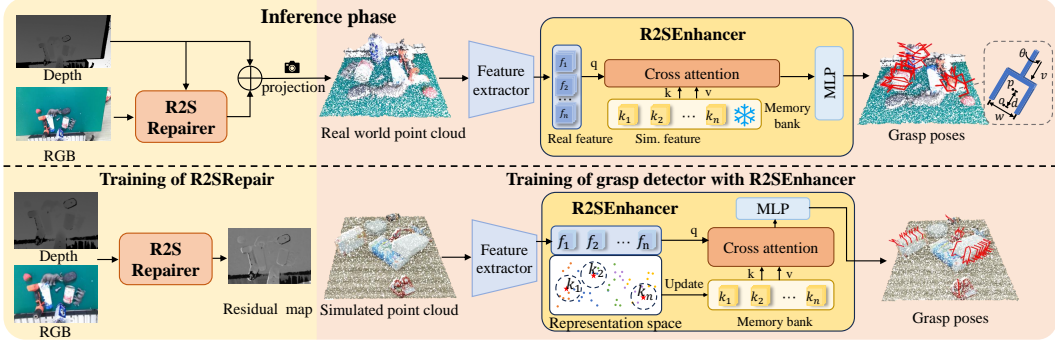 Inference phase
Depth
RGB
R2S
Repairer
projection
Real world point cloud
Feature
extractor
R2SEnhancer
f1
f2
...
fn
q
Cross attention
k
v
k1 k2 ... kn
Memory
bank
Real feature
Sim. feature
MLP
Grasp poses
θ
v
p
o
d
w
Training of R2SRepair
Depth
RGB
R2S
Repairer
Residual map
Training of grasp detector with R2SEnhancer
Simulated point cloud
Feature
extractor
R2SEnhancer
f1 f2 ... fn
q
MLP
Cross attention
k
v
k1
k2
kn
Update
k1 k2 ... kn
Representation space
Memory bank
Grasp poses